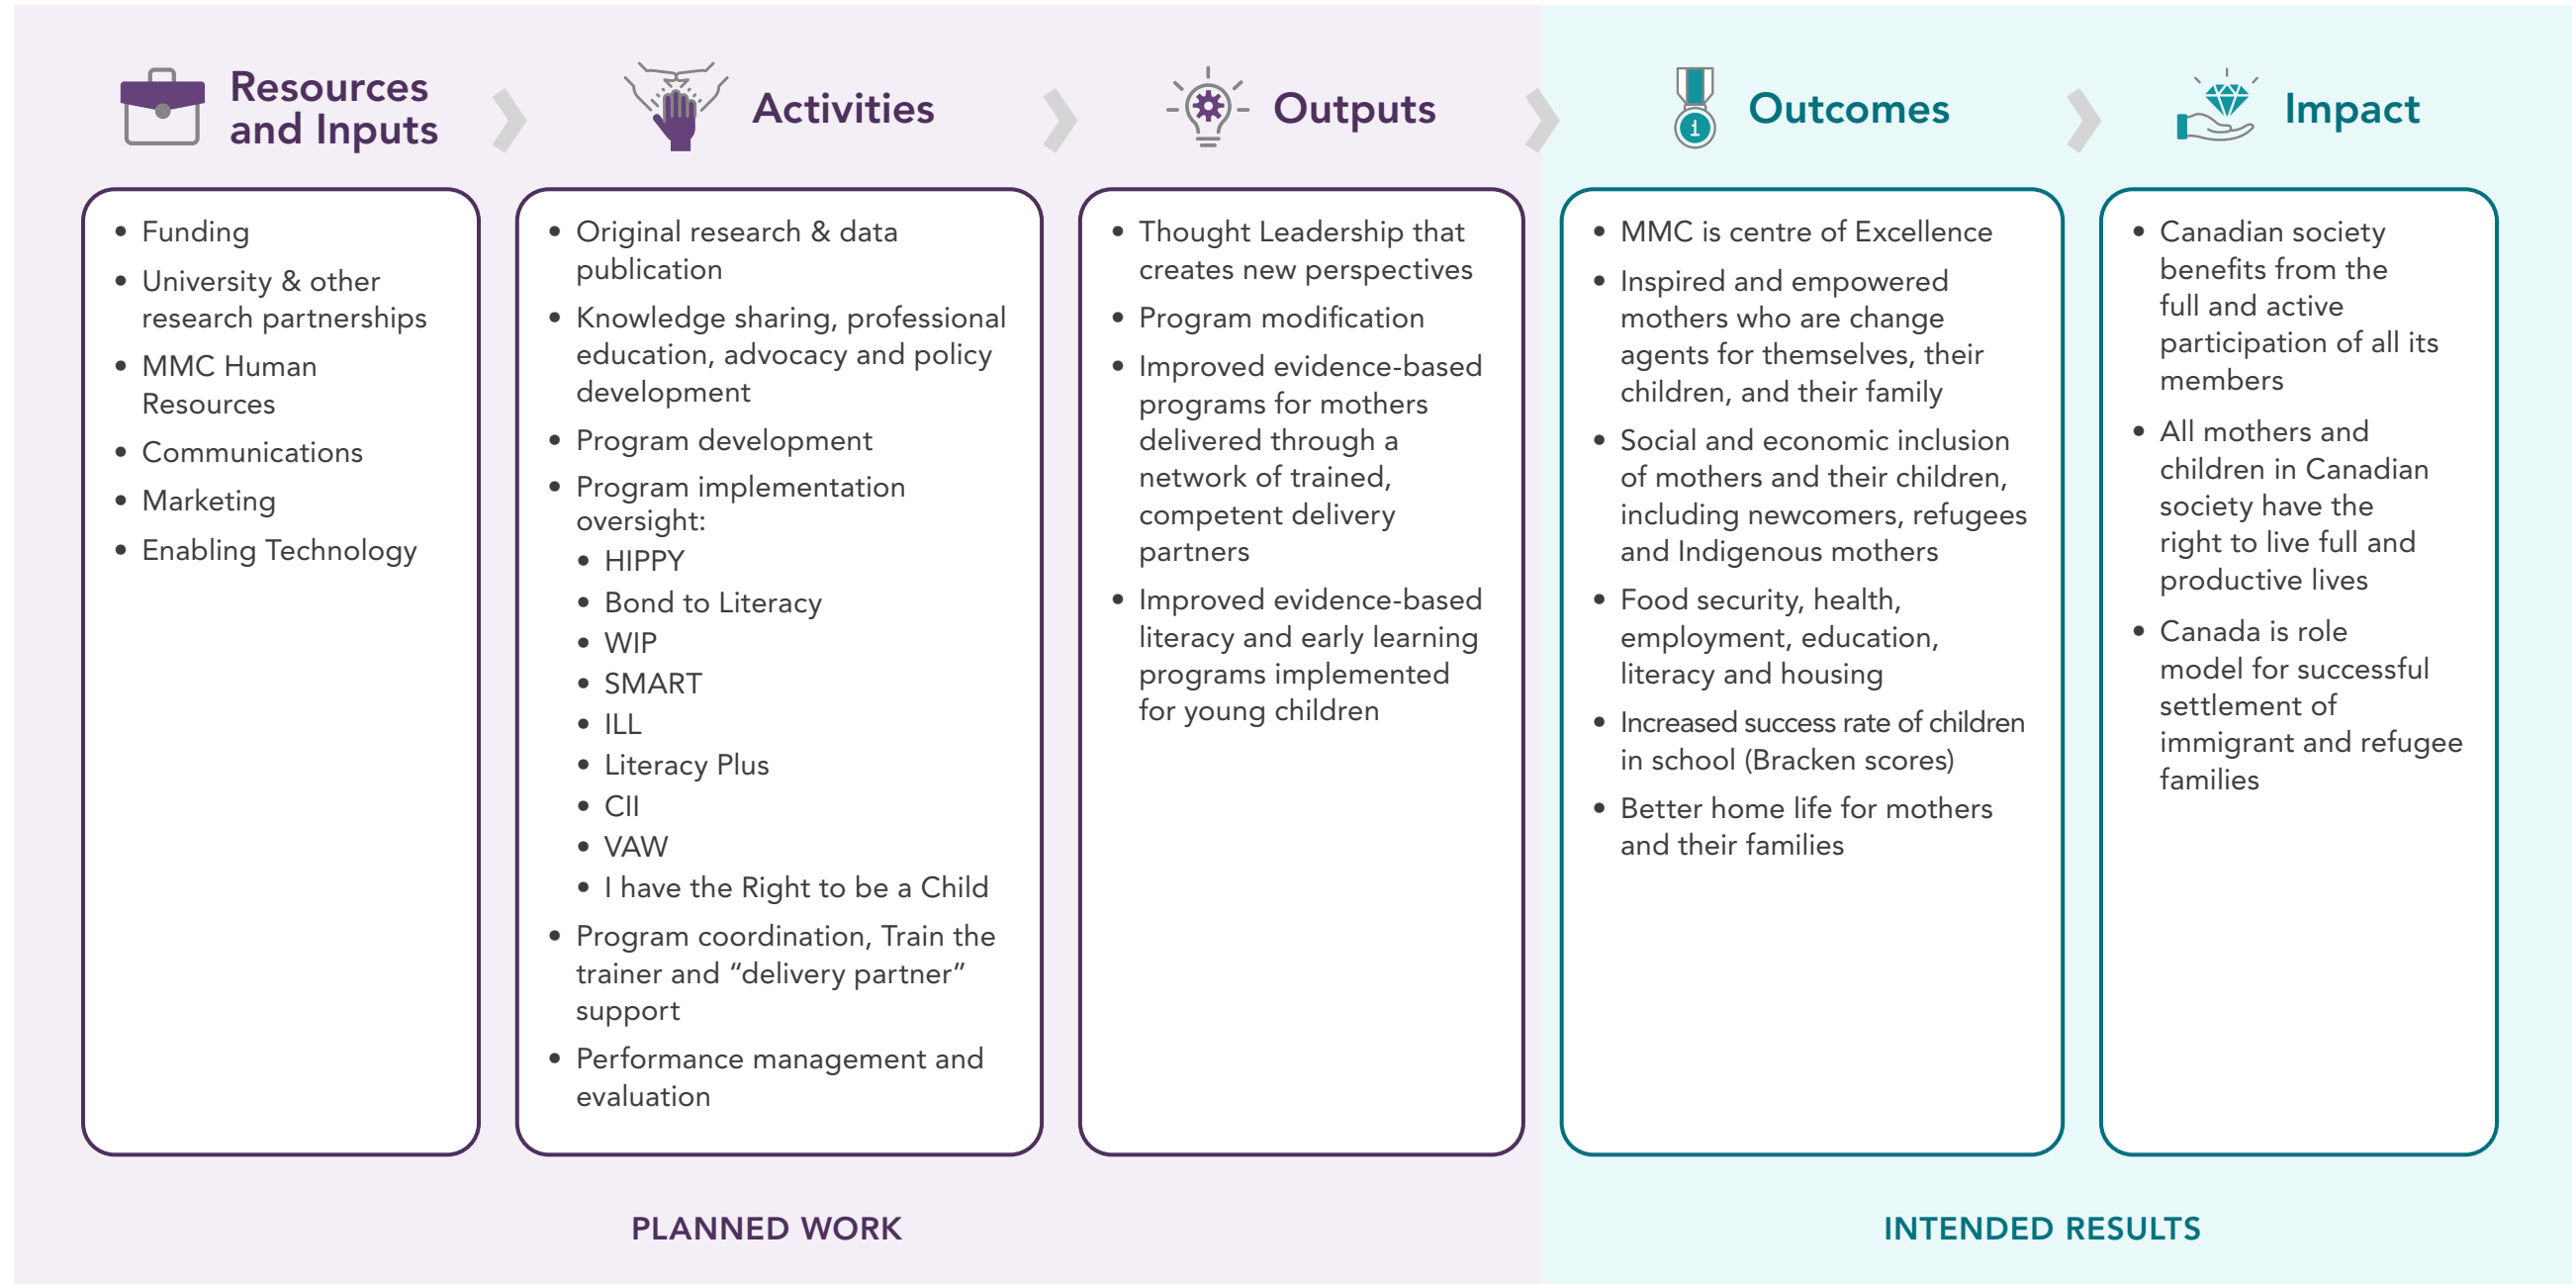 Resources
and Inputs
• Funding
• University & other
research partnerships
• MMC Human
Resources
• Communications
• Marketing
• Enabling Technology
Activities
• Original research & data
publication
• Knowledge sharing, professional
education, advocacy and policy
development
• Program development
• Program implementation
oversight:
• HIPPY
• Bond to Literacy
• WIP
• SMART
• ILL
• Literacy Plus
• CII
• VAW
• I have the Right to be a Child
• Program coordination, Train the
trainer and “delivery partner”
support
• Performance management and
evaluation
Outputs
• Thought Leadership that
creates new perspectives
• Program modification
• Improved evidence-based
programs for mothers
delivered through a
network of trained,
competent delivery
partners
• Improved evidence-based
literacy and early learning
programs implemented
for young children
PLANNED WORK
1
Outcomes
• MMC is centre of Excellence
• Inspired and empowered
mothers who are change
agents for themselves, their
children, and their family
• Social and economic inclusion
of mothers and their children,
including newcomers, refugees
and Indigenous mothers
• Food security, health,
employment, education,
literacy and housing
• Increased success rate of children
in school (Bracken scores)
• Better home life for mothers
and their families
Impact
• Canadian society
benefits from the
full and active
participation of all its
members
• All mothers and
children in Canadian
society have the
right to live full and
productive lives
• Canada is role
model for successful
settlement of
immigrant and refugee
families
INTENDED RESULTS